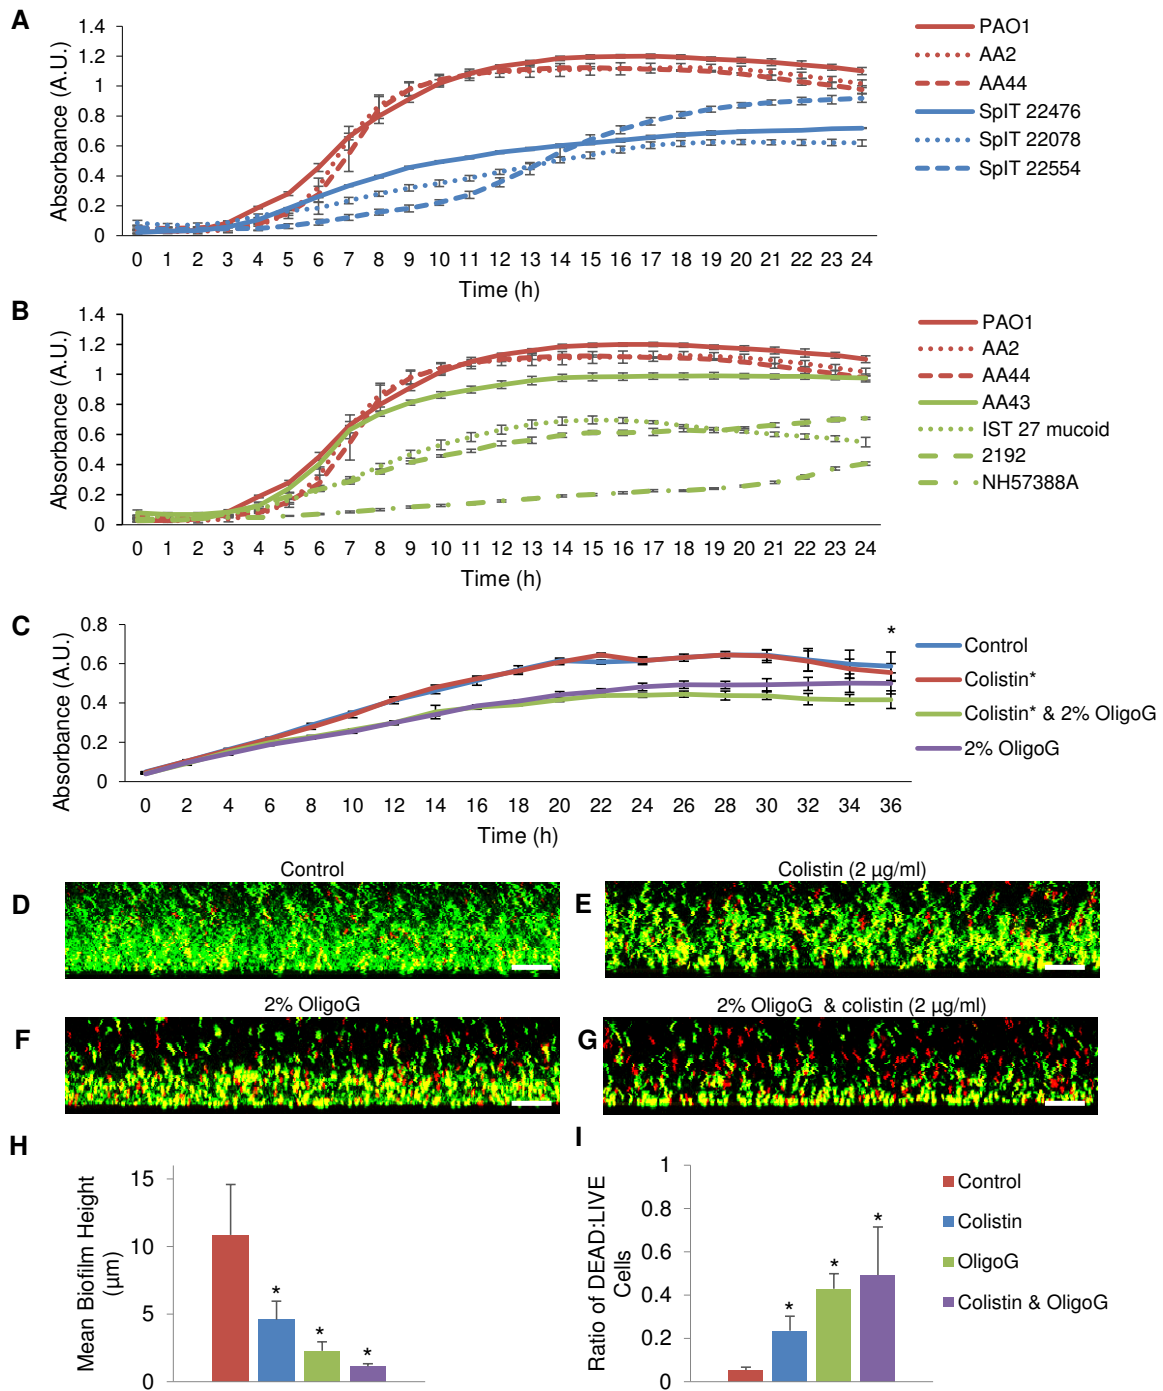 A
1.4
1.2
1
0.8
0.6
0.4
0.2
0
Absorbance (A.U.)
0 1 2 3 4 5 6 7 8 9 10 11 12 13 14 15 16 17 18 19 20 21 22 23 24
Time (h)
PAO1
AA2
AA44
SpIT 22476
SpIT 22078
SpIT 22554
B
1.4
1.2
1
0.8
0.6
0.4
0.2
0
Absorbance (A.U.)
0 1 2 3 4 5 6 7 8 9 10 11 12 13 14 15 16 17 18 19 20 21 22 23 24
Time (h)
PAO1
AA2
AA44
AA43
IST 27 mucoid
2192
NH57388A
C
0.8
0.6
0.4
0.2
0
Absorbance (A.U.)
*
0 2 4 6 8 10 12 14 16 18 20 22 24 26 28 30 32 34 36
Time (h)
Control
Colistin*
Colistin* & 2% OligoG
2% OligoG
Control
D
Colistin (2 µg/ml)
E
2% OligoG
F
2% OligoG & colistin (2 µg/ml)
G
H
15
10
5
0
Mean Biofilm Height
(µm)
* * *
I
1
0.8
0.6
0.4
0.2
0
Ratio of DEAD:LIVE
Cells
* * *
Control
Colistin
OligoG
Colistin & OligoG